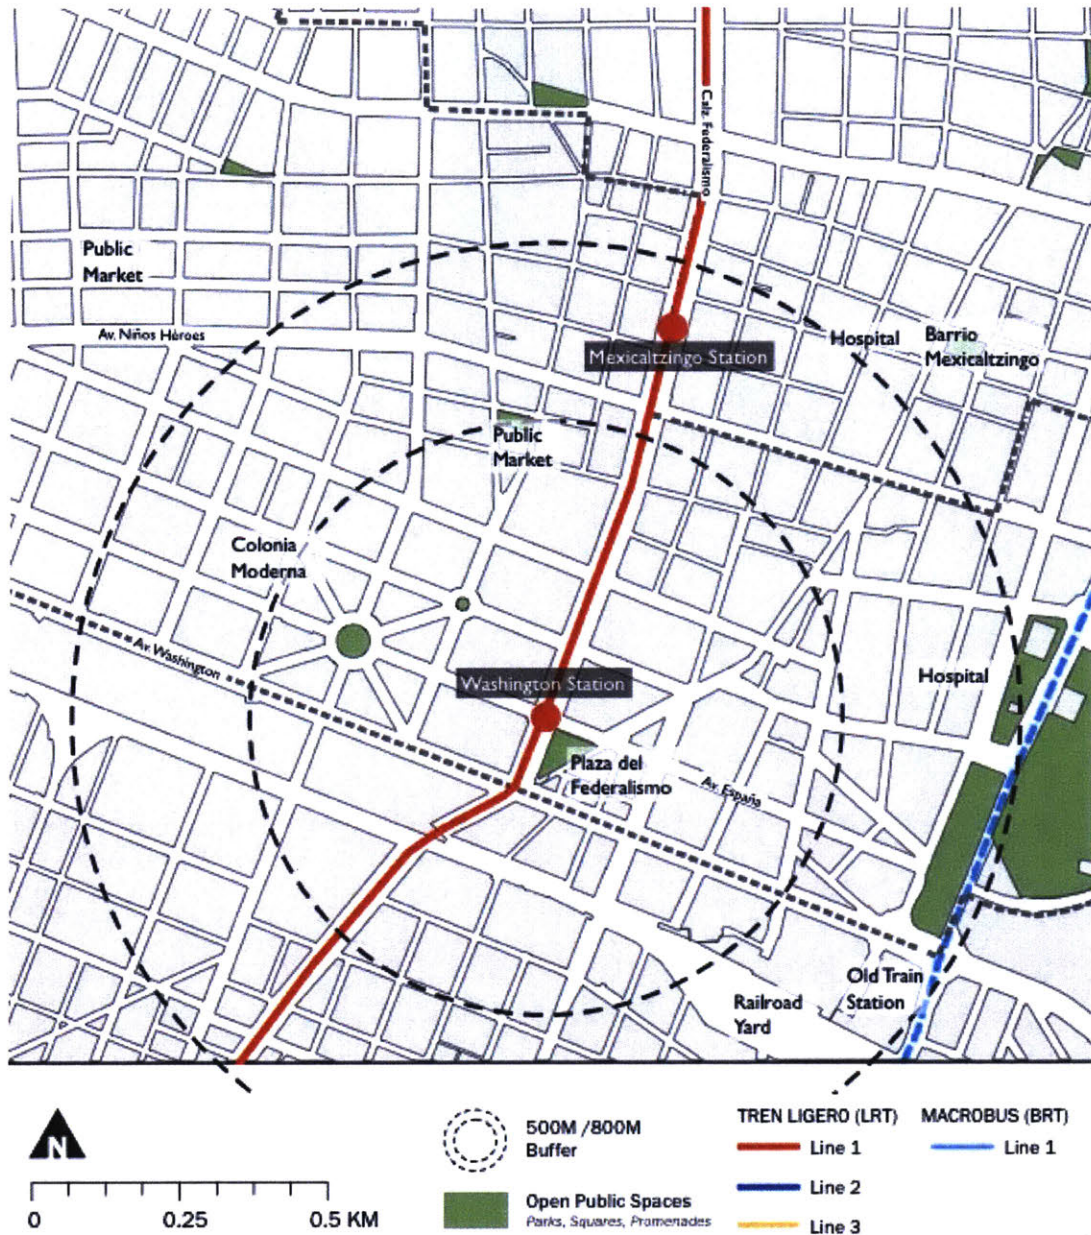 Calz. Federalismo
Public
Market
Av. Niños Héroes
Mexicaltzingo Station
Hospital
Barrio
Mexicaltzingo
Public
Market
Colonia
Moderna
Av. Washington
Washington Station
Hospital
Plaza del
Federalismo
Av. España
Old Train
Station
Railroad
Yard
N
0 0.25 0.5 KM
500M /800M
Buffer
Open Public Spaces
Parks, Squares, Promenades
TREN LIGERO (LRT)
Line 1
Line 2
Line 3
MACROBUS (BRT)
Line 1